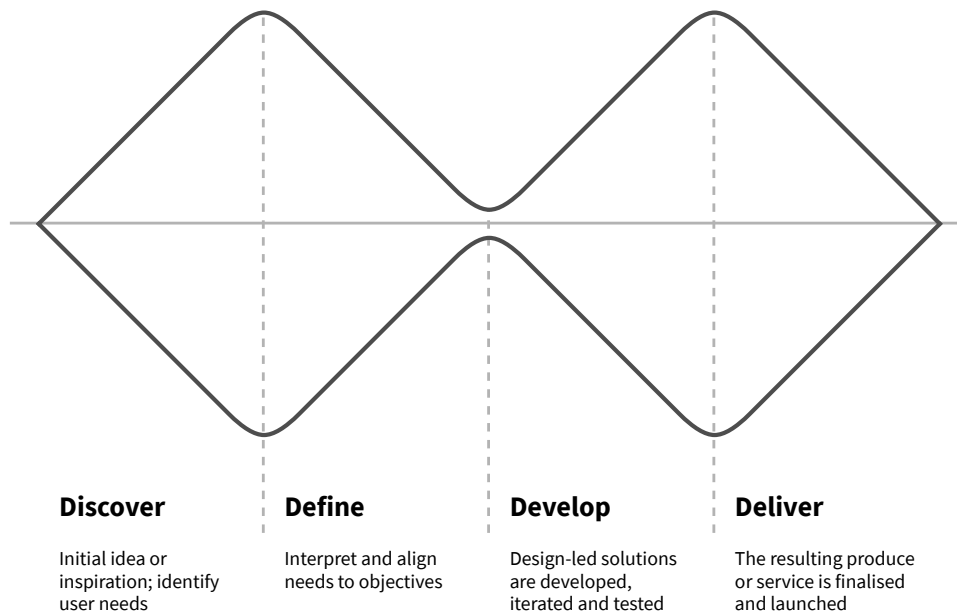 Discover
Initial idea or
inspiration; identify
user needs
Define
Interpret and align
needs to objectives
Develop
Design-led solutions
are developed,
iterated and tested
Deliver
The resulting produce
or service is finalised
and launched